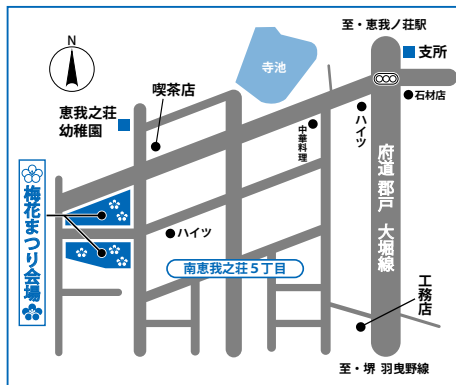 至・恵我ノ荘駅
N
支所
寺池
喫茶店
石材店
恵我之荘
幼稚園
ハイツ
中華料理
府道 郡戸 大堀線
梅花まつり会場
ハイツ
南恵我之荘5丁目
工務店
至・堺 羽曳野線